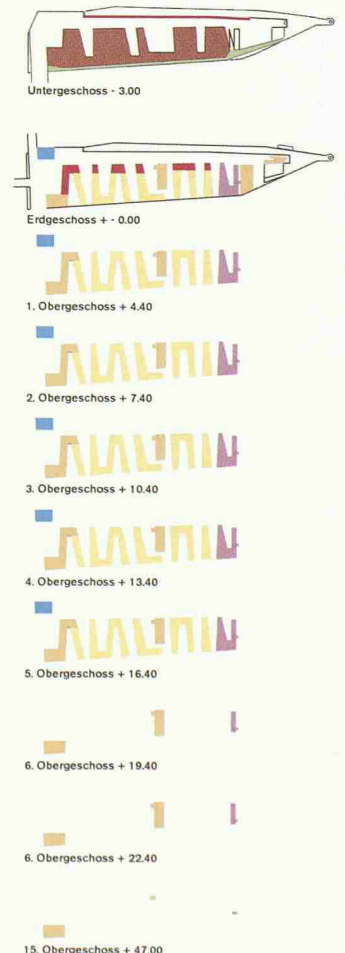 Untergeschoss - 3.00
Erdgeschoss + - 0.00
1. Obergeschoss + 4.40
2. Obergeschoss + 7.40
3. Obergeschoss + 10.40
4. Obergeschoss + 13.40
5. Obergeschoss + 16.40
6. Obergeschoss + 19.40
6. Obergeschoss + 22.40
15. Obergeschoss + 47.00